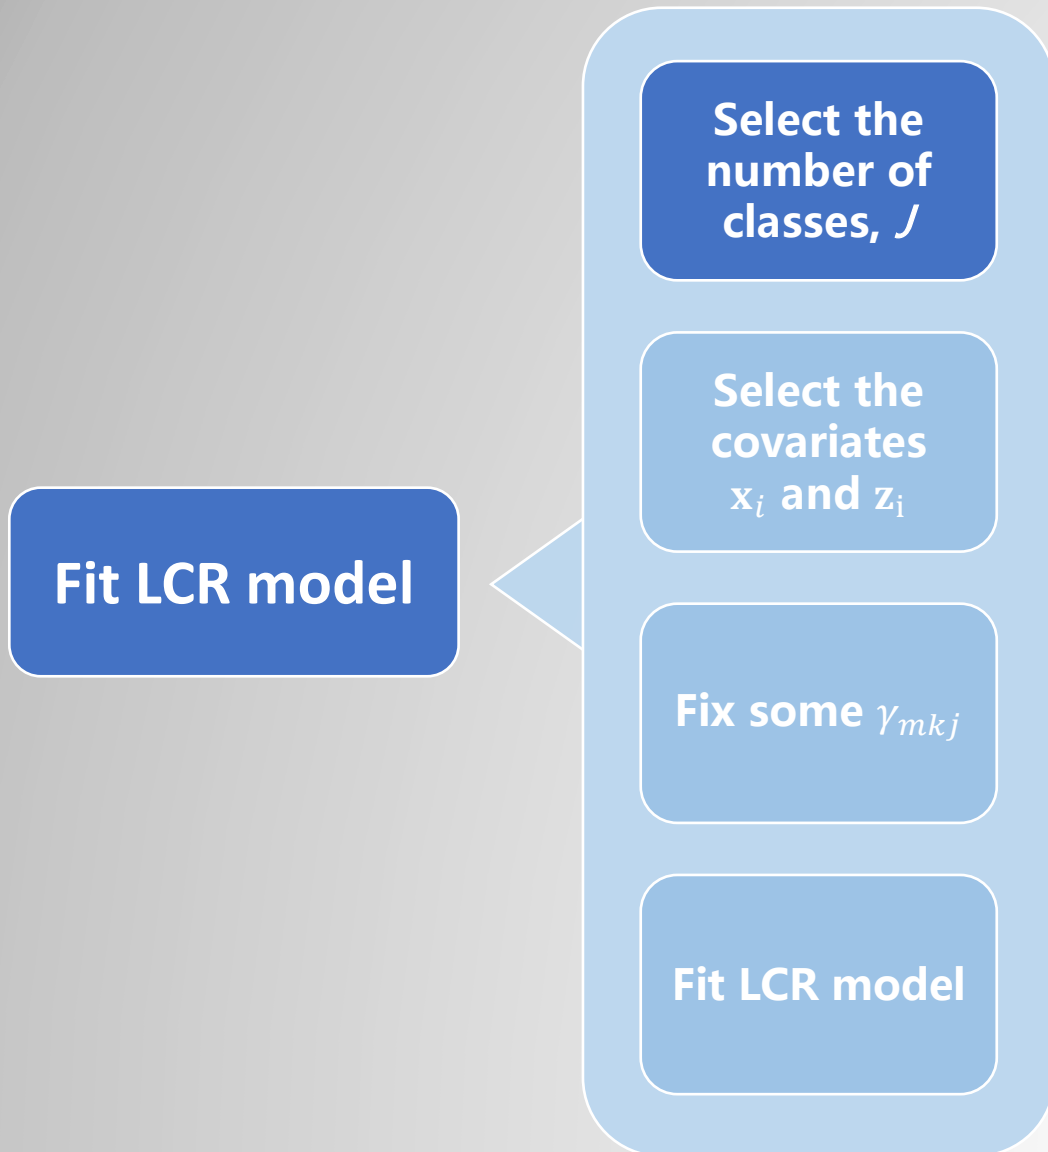 Select the
number of
classes, J
Select the
covariates
xᵢ and zᵢ
Fit LCR model
Fix some γₘₖⱼ
Fit LCR model